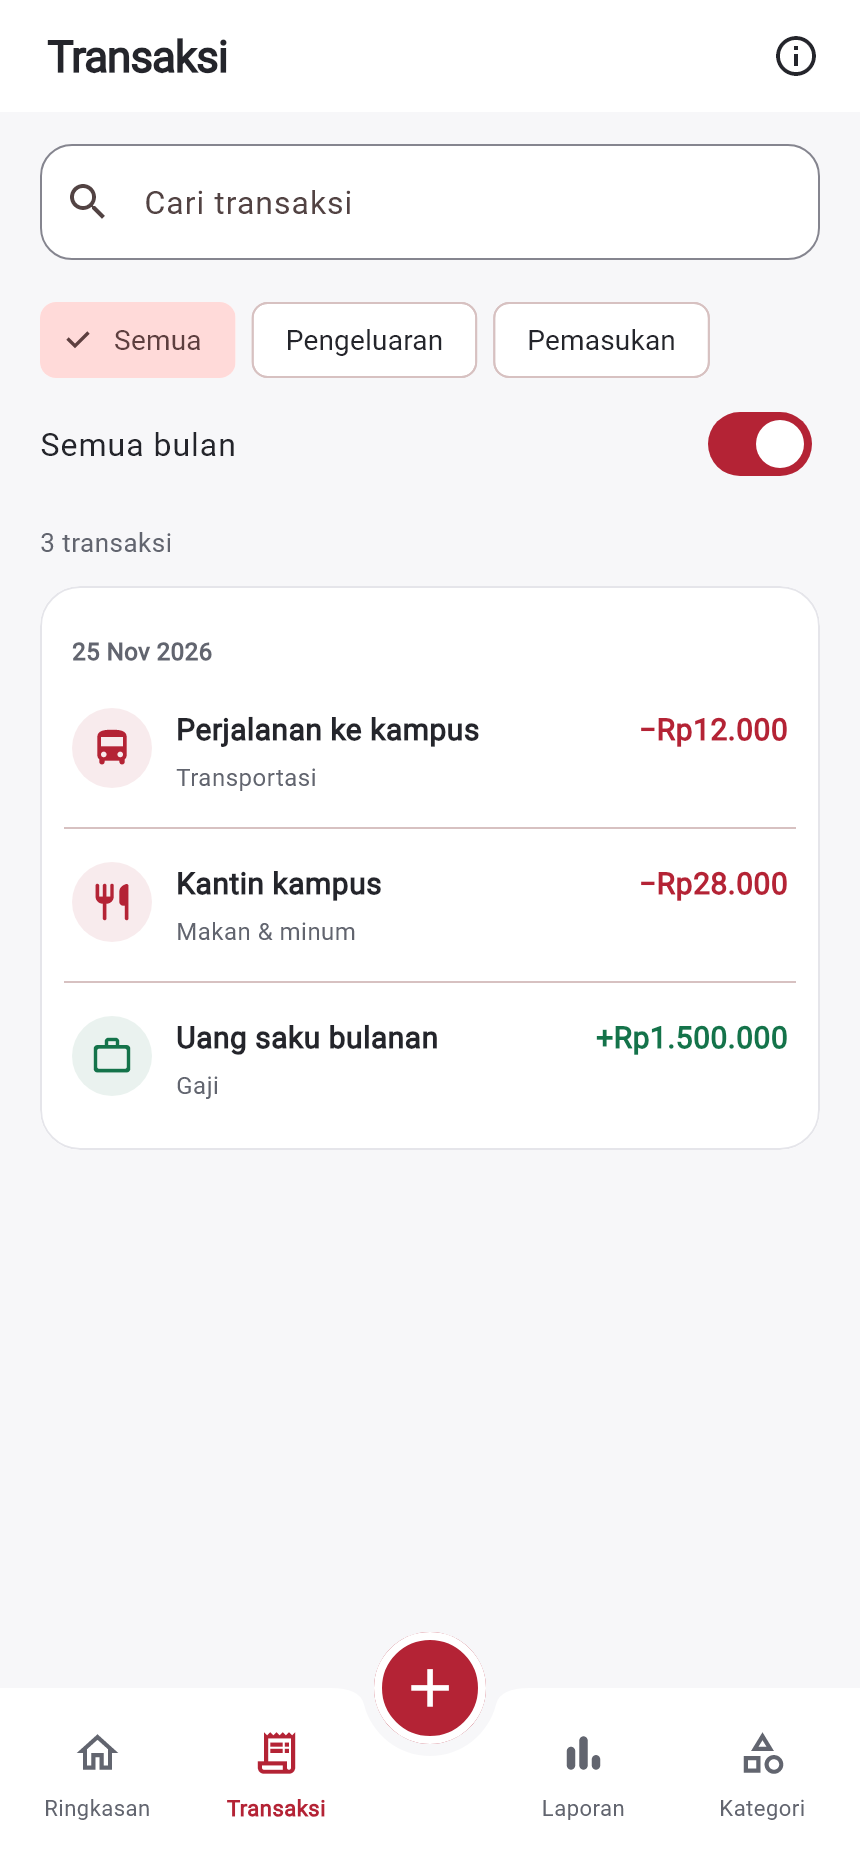 Transaksi
Cari transaksi
Semua
Pengeluaran
Pemasukan
Semua bulan
3 transaksi
25 Nov 2026
Perjalanan ke kampus
−Rp12.000
Transportasi
Kantin kampus
−Rp28.000
Makan & minum
Uang saku bulanan
+Rp1.500.000
Gaji
Ringkasan
Transaksi
Laporan
Kategori